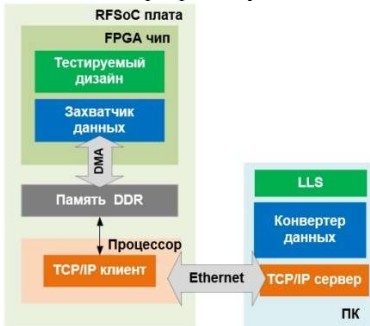 RFSoC плата
FPGA чип
Тестируемый
дизайн
Захватчик
данных
DMA
Память DDR
Процессор
TCP/IP клиент
Ethernet
LLS
Конвертер
данных
TCP/IP сервер
ПК